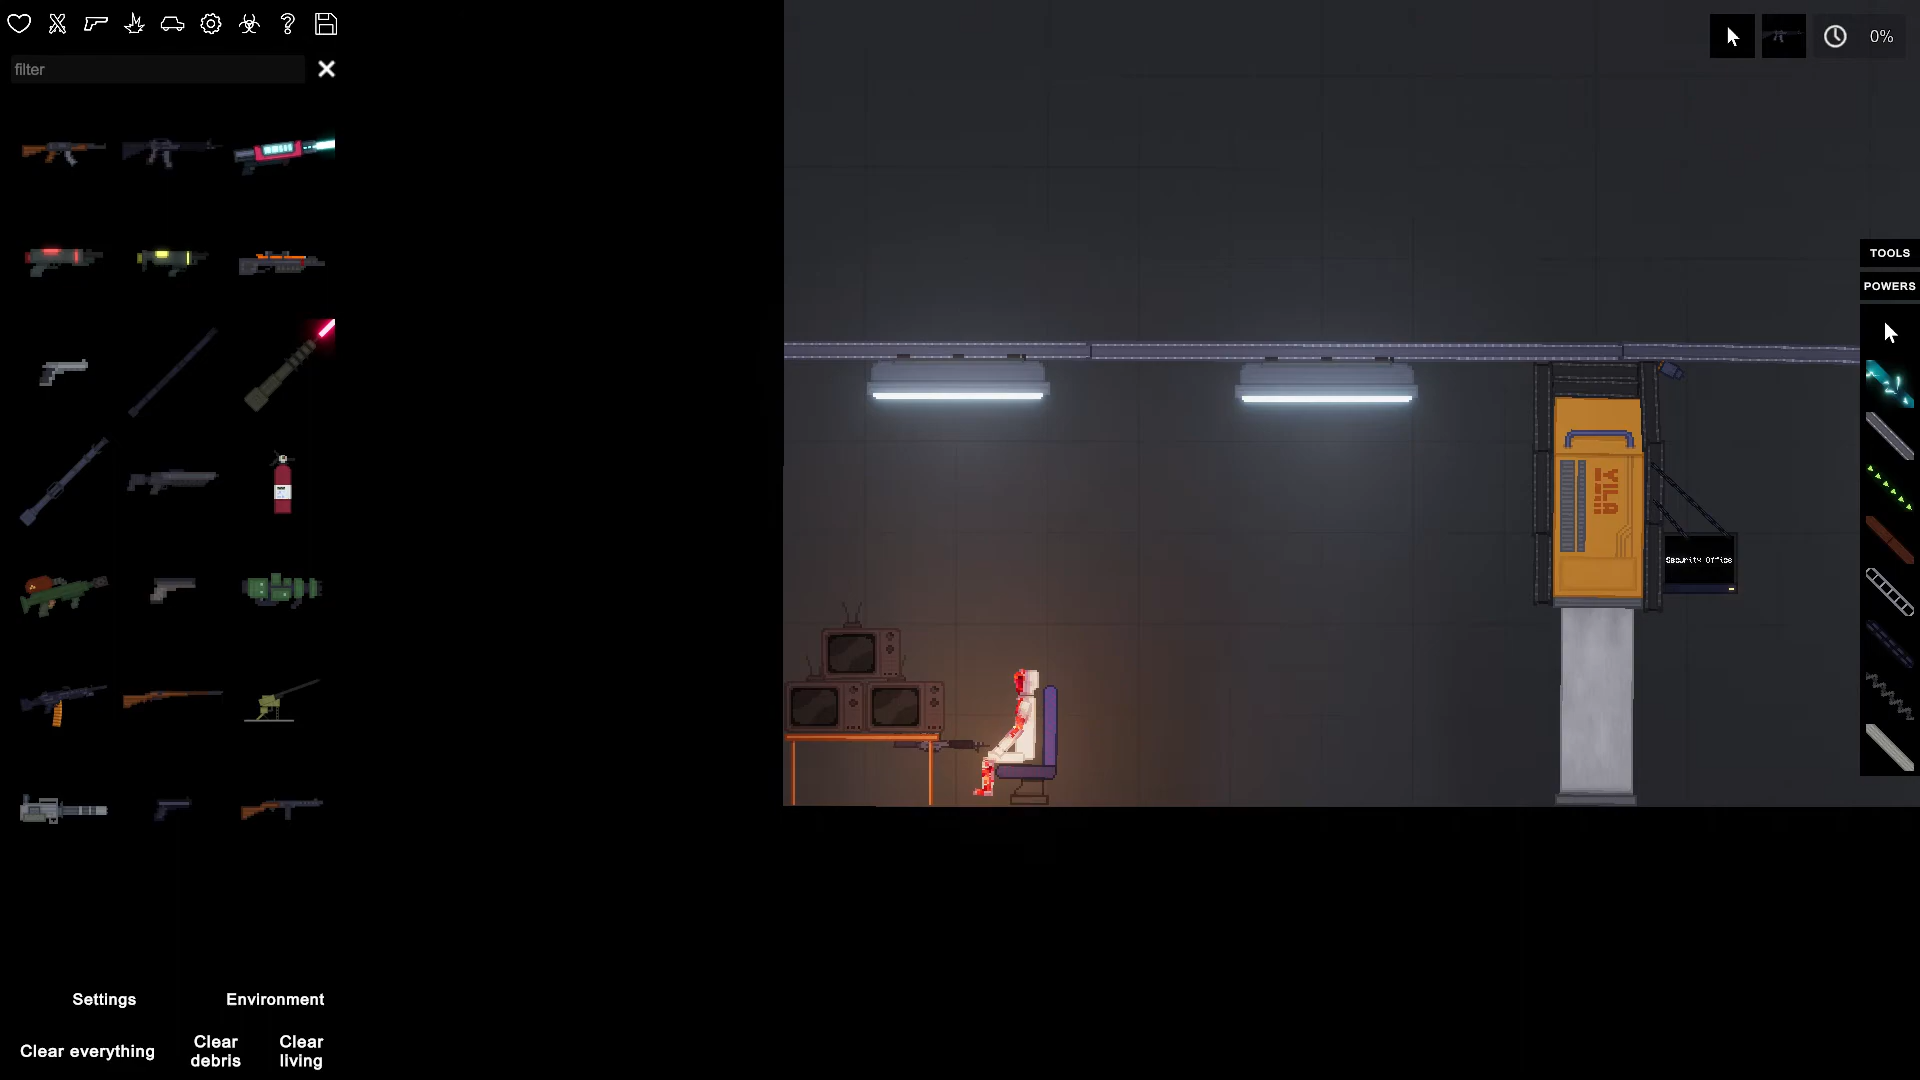 filter
0%
TOOLS
POWERS
Security Office
Settings
Environment
Clear everything
Clear
debris
Clear
living